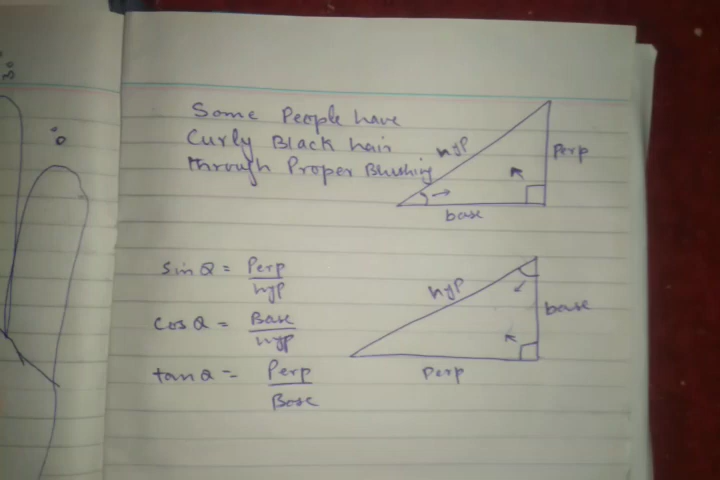 Some People have
Curly Black hair
through Proper Brushing
hyp
Perp
base
sin θ = Perp
hyp
cos θ = Base
hyp
tan θ = Perp
Base
hyp
base
Perp